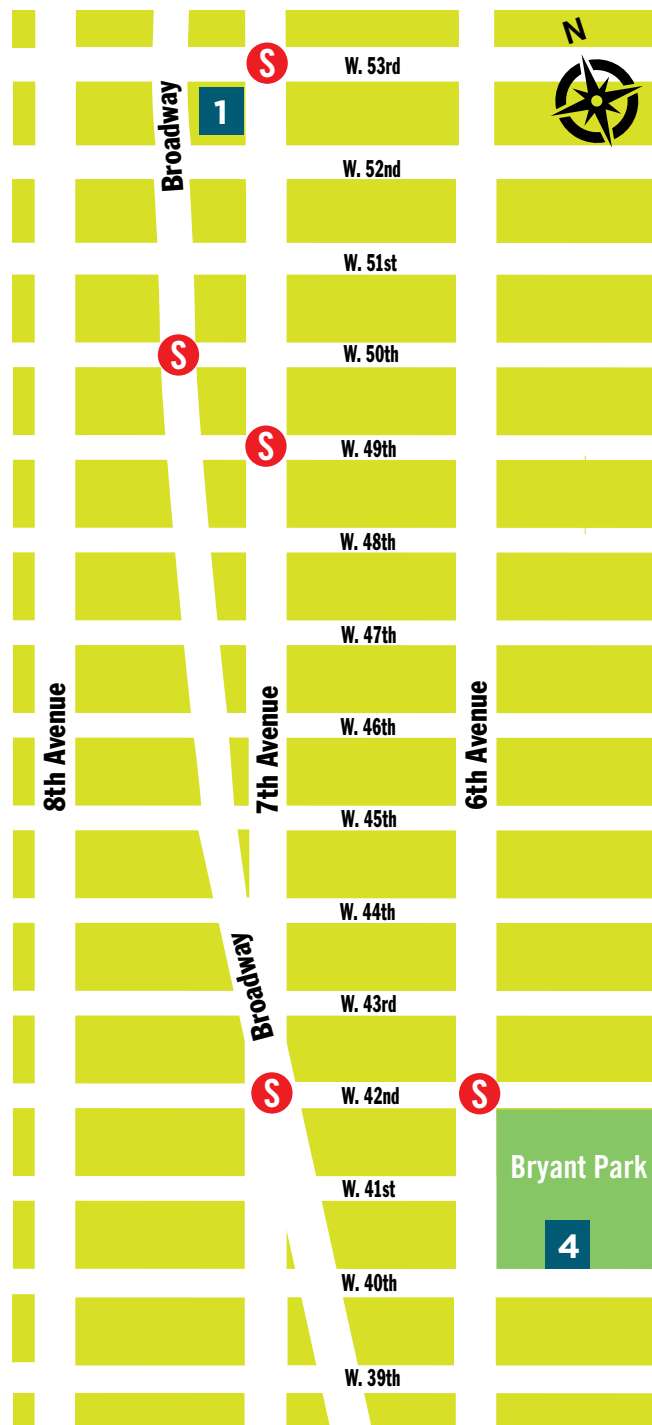 N
S
W. 53rd
Broadway
1
W. 52nd
W. 51st
S
W. 50th
S
W. 49th
W. 48th
W. 47th
8th Avenue
7th Avenue
6th Avenue
W. 46th
W. 45th
W. 44th
Broadway
W. 43rd
S
W. 42nd
S
Bryant Park
W. 41st
4
W. 40th
W. 39th